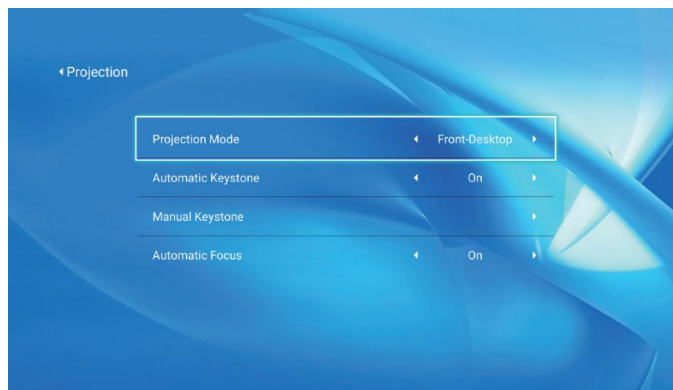 Projection
Projection Mode Front-Desktop
Automatic Keystone On
Manual Keystone
Automatic Focus On